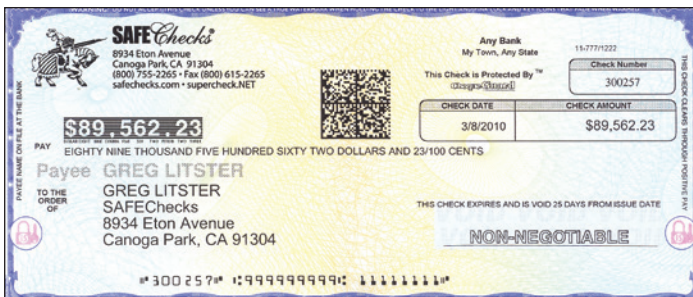 SAFEChecks®
8934 Eton Avenue
Canoga Park, CA 91304
(800) 755-2265 • Fax (800) 615-2265
safechecks.com • supercheck.NET
Any Bank
My Town, Any State
11-777/1222
This Check is Protected By ™
Check Number
300257
CHECK DATE
CHECK AMOUNT
3/8/2010
$89,562.23
$89,562.23
PAY
EIGHTY NINE THOUSAND FIVE HUNDRED SIXTY TWO DOLLARS AND 23/100 CENTS
Payee GREG LITSTER
TO THE
ORDER
OF
GREG LITSTER
SAFEChecks
8934 Eton Avenue
Canoga Park, CA 91304
THIS CHECK EXPIRES AND IS VOID 25 DAYS FROM ISSUE DATE
VOID VOID VOID
NON-NEGOTIABLE
PAYEE NAME ON FILE AT THE BANK
THIS CHECK CLEARS THROUGH POSITIVE PAY
⑈300257⑈ ⑆999999999⑆ 11111111⑈